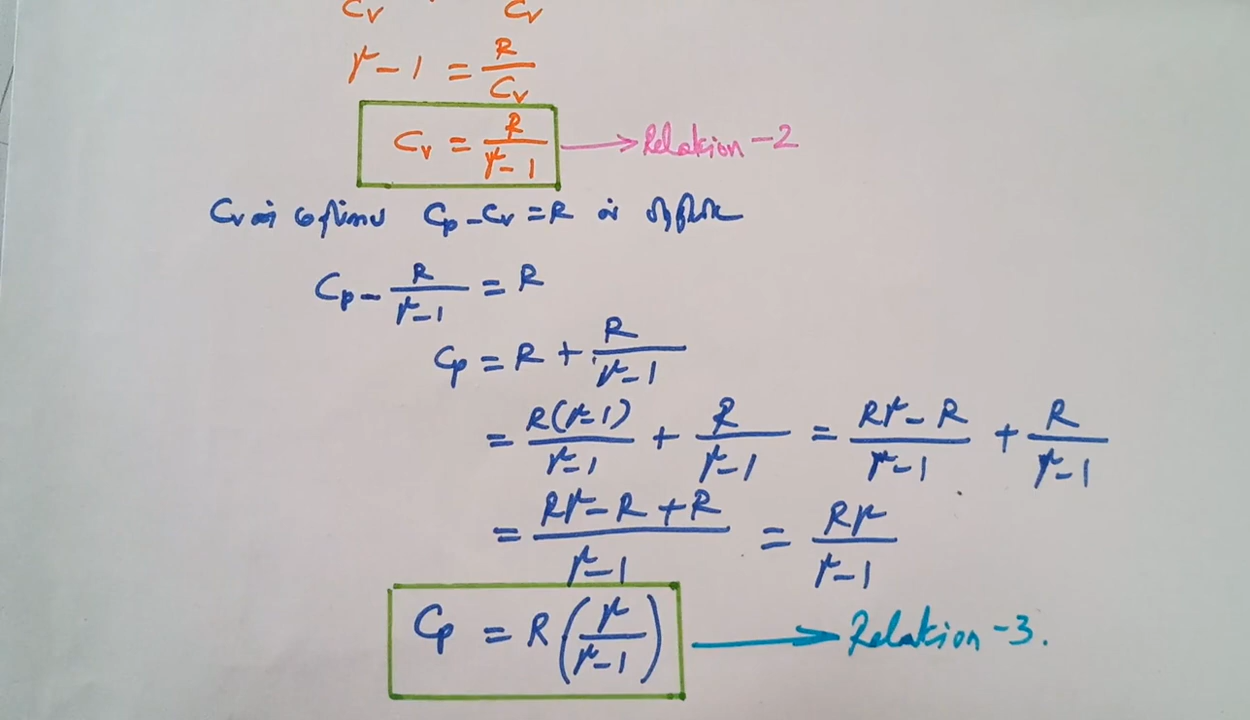 Cv Cv
γ - 1 = R/Cv
Cv = R/(γ-1) → Relation - 2
Cv Cp - Cv = R
Cp - R/(γ-1) = R
Cp = R + R/(γ-1)
= R(γ-1)/(γ-1) + R/(γ-1) = (Rγ - R)/(γ-1) + R/(γ-1)
= (Rγ - R + R)/(γ-1) = Rγ/(γ-1)
Cp = R(γ/(γ-1)) → Relation - 3.